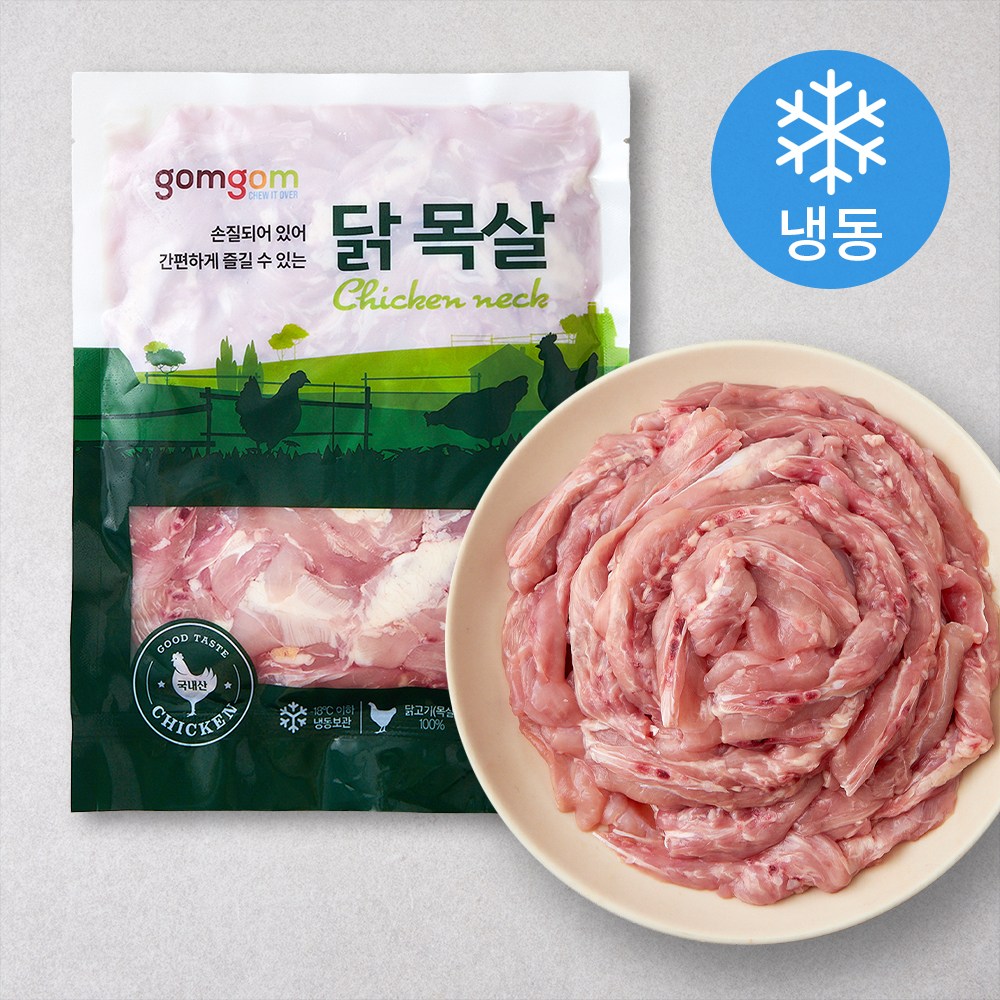 gomgom
CHEW IT OVER
손질되어 있어
간편하게 즐길 수 있는
닭 목살
Chicken neck
냉동
GOOD TASTE
국내산
CHICKEN
-18℃ 이하
냉동보관
닭고기(목살
100%